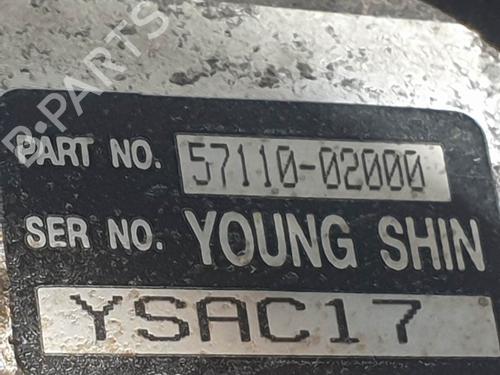 B-PARTS
PART NO. 57110-02000
SER NO. YOUNG SHIN
YSAC17